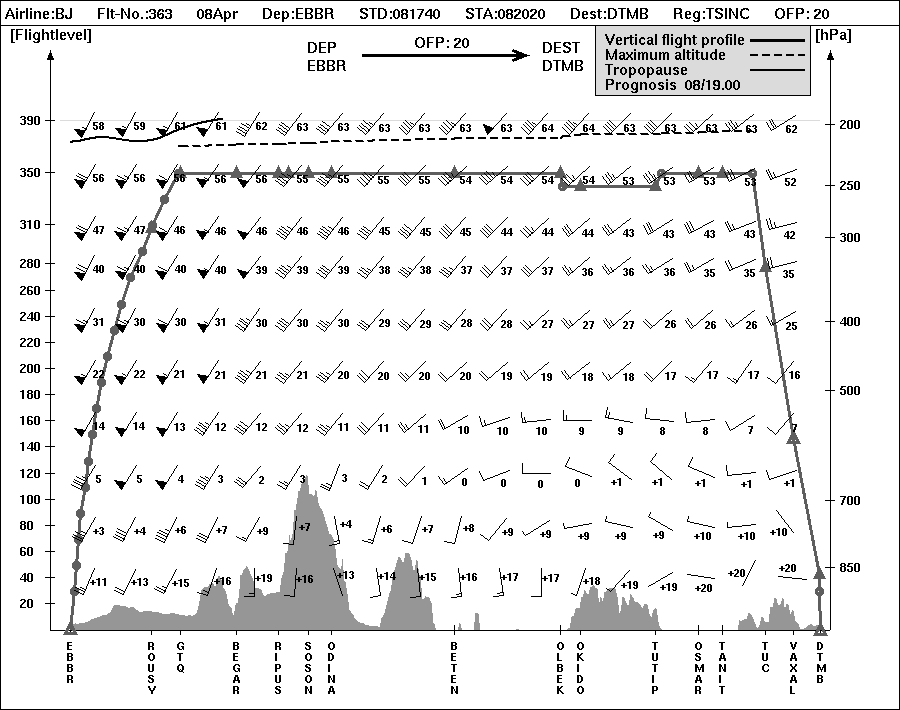 Airline:BJ Flt-No.:363 08Apr Dep:EBBR STD:081740 STA:082020 Dest:DTMB Reg:TSINC OFP: 20
[Flightlevel] [hPa]
DEP OFP: 20 DEST
EBBR DTMB
Vertical flight profile
Maximum altitude
Tropopause
Prognosis 08/19.00
390 58 59 61 61 62 63 63 63 63 63 63 64 64 63 63 63 63 62 200
350 56 56 56 56 56 55 55 55 55 54 54 54 54 53 53 53 53 52 250
310 47 47 46 46 46 46 46 45 45 45 44 44 44 43 43 43 43 42 300
280 40 40 40 40 39 39 39 38 38 37 37 37 36 36 36 35 35 35
260
240 31 30 30 31 30 30 30 29 29 28 28 27 27 27 26 26 26 25 400
220
200 22 22 21 21 21 21 20 20 20 20 19 19 18 18 17 17 17 16 500
180
160 14 14 13 12 12 12 11 11 11 10 10 10 9 9 8 8 7 7
140
120 5 5 4 3 2 3 3 2 1 0 0 0 0 +1 +1 +1 +1 +1
100 700
80 +3 +4 +6 +7 +9 +7 +4 +6 +7 +8 +9 +9 +9 +9 +9 +10 +10 +10
60
40 +11 +13 +15 +16 +19 +16 +13 +14 +15 +16 +17 +17 +18 +19 +19 +20 +20 +20 850
20
EBBR ROUSY GTQ BEGAR RIPUS SOSON ODINA BETEN OLBEK OKIDO TUTIP OSMAR TANIT TUC VAXAL DTMB